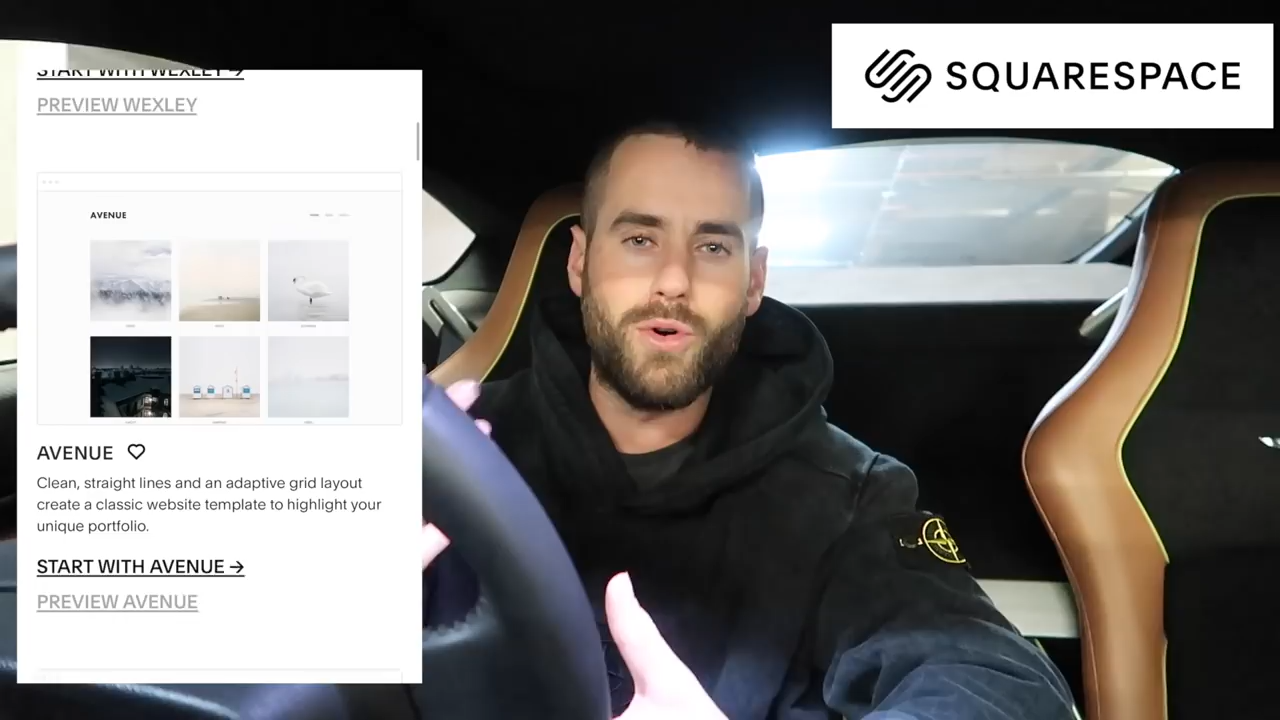 START WITH WEXLEY →
PREVIEW WEXLEY
SQUARESPACE
AVENUE
AVENUE
Clean, straight lines and an adaptive grid layout
create a classic website template to highlight your
unique portfolio.
START WITH AVENUE →
PREVIEW AVENUE